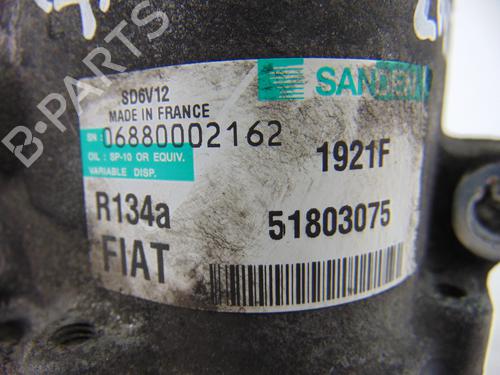 B-PARTS
SD6V12
MADE IN FRANCE
SN: 06880002162
OIL : SP-10 OR EQUIV.
VARIABLE DISP.
1921F
R134a
51803075
FIAT